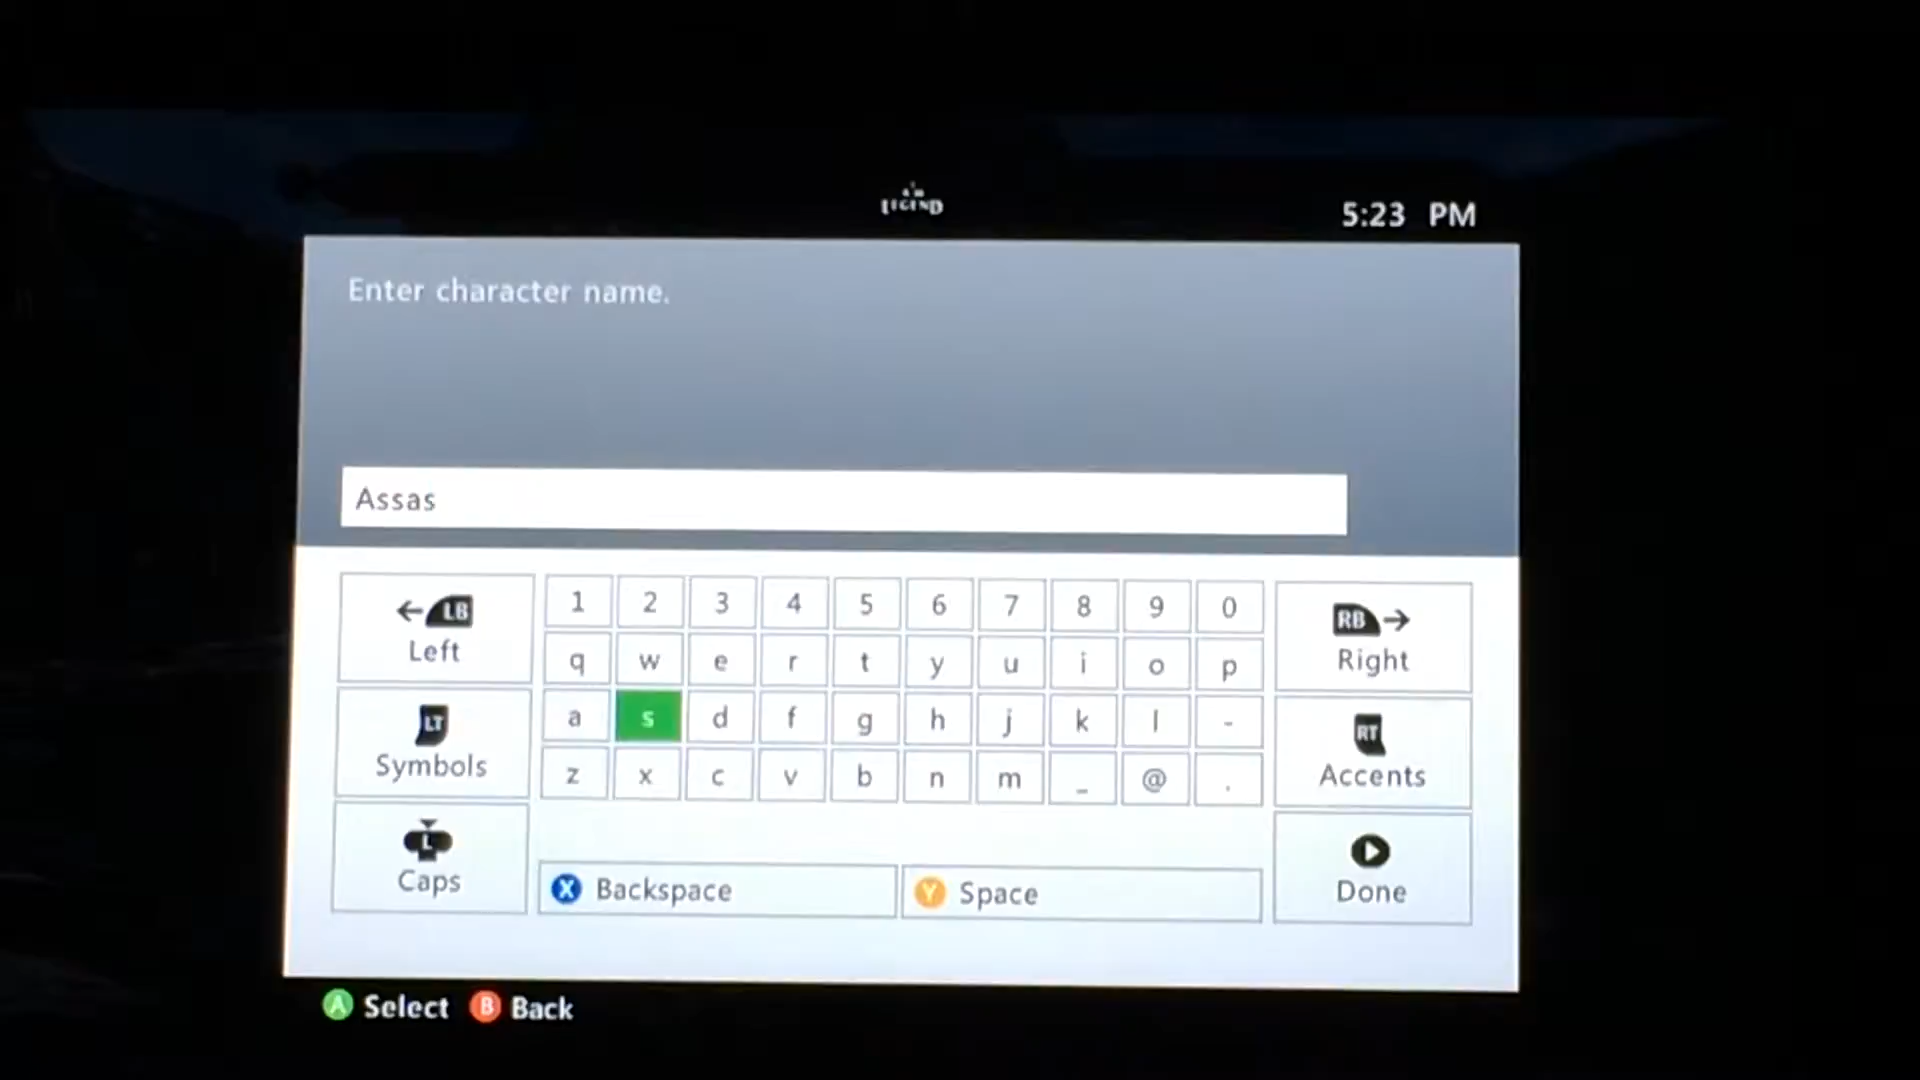 LEGEND
5:23 PM
Enter character name.
Assas
LB
Left
1 2 3 4 5 6 7 8 9 0
RB
Right
q w e r t y u i o p
LT
Symbols
a s d f g h j k l -
RT
Accents
z x c v b n m _ @ .
L
Caps
X Backspace
Y Space
Done
A Select B Back